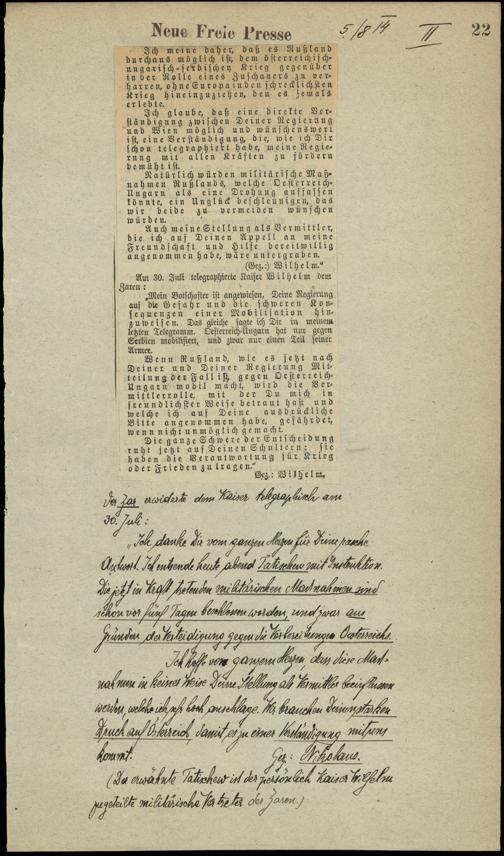 Neue Freie Presse 5/8 14 II 22
Ich meine daher, daß es Rußland
durchaus möglich ist, dem österreichisch-
ungarisch-serbischen Krieg gegenüber
in der Rolle eines Zuschauers zu ver-
harren, ohne Europa in den schrecklichsten
Krieg hineinzuziehen, den es jemals
erlebte.
Ich glaube, daß eine direkte Ver-
ständigung zwischen Deiner Regierung
und Wien möglich und wünschenswert
ist, eine Verständigung, die, wie ich Dir
schon telegraphiert habe, meine Regie-
rung mit allen Kräften zu fördern
bemüht ist.
Natürlich würden militärische Maß-
nahmen Rußlands, welche Oesterreich-
Ungarn als eine Drohung auffassen
könnte, ein Unglück beschleunigen, das
wir beide zu vermeiden wünschen
würden.
Auch meine Stellung als Vermittler,
die ich auf Deinen Appell an meine
Freundschaft und Hilfe bereitwillig
angenommen habe, wäre untergraben.
(Gez.:) Wilhelm."
Am 30. Juli telegraphierte Kaiser Wilhelm dem
Zaren:
„Mein Botschafter ist angewiesen, Deine Regierung
auf die Gefahr und die schweren Kon-
sequenzen einer Mobilisation hin-
zuweisen. Das gleiche sagte ich Dir in meinem
letzten Telegramm. Oesterreich-Ungarn hat nur gegen
Serbien mobilisiert, und zwar nur einen Teil seiner
Armee.
Wenn Rußland, wie es jetzt nach
Deiner und Deiner Regierung Mit-
teilung der Fall ist, gegen Oesterreich-
Ungarn mobil macht, wird die Ver-
mittlerrolle, mit der Du mich in
freundlichster Weise betraut hast und
welche ich auf Deine ausdrückliche
Bitte angenommen habe, gefährdet,
wenn nicht unmöglich gemacht.
Die ganze Schwere der Entscheidung
ruht jetzt auf Deinen Schultern: sie
haben die Verantwortung für Krieg
oder Frieden zu tragen."
Gez.: Wilhelm.
Der Zar erwiderte dem Kaiser telegraphisch am
30. Juli:
„Ich danke Dir vom ganzen Herzen für Deine rasche
Antwort. Ich entsende heute abend Tatischew mit Instruktion.
Die jetzt in Kraft tretenden militärischen Massnahmen sind
schon vor fünf Tagen beschlossen worden, und zwar aus
Gründen der Verteidigung gegen die Vorbereitungen Oesterreichs.
Ich hoffe vom ganzen Herzen, dass diese Mass-
nahmen in keiner Weise Deine Stellung als Vermittler beeinflussen
werden, welche ich sehr hoch anschlage. Wir brauchen Deinen starken
Druck auf Österreich, damit es zu einer Verständigung mit uns
kommt. Gez: Nikolaus.
(Der erwähnte Tatischew ist der persönlich Kaiser Wilhelm
zugeteilte militärische Vertreter des Zaren.)